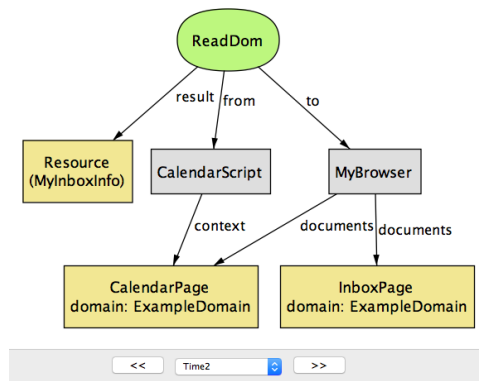 ReadDom
result
from
to
Resource
(MyInboxInfo)
CalendarScript
MyBrowser
context
documents
documents
CalendarPage
domain: ExampleDomain
InboxPage
domain: ExampleDomain
<<
Time2
>>